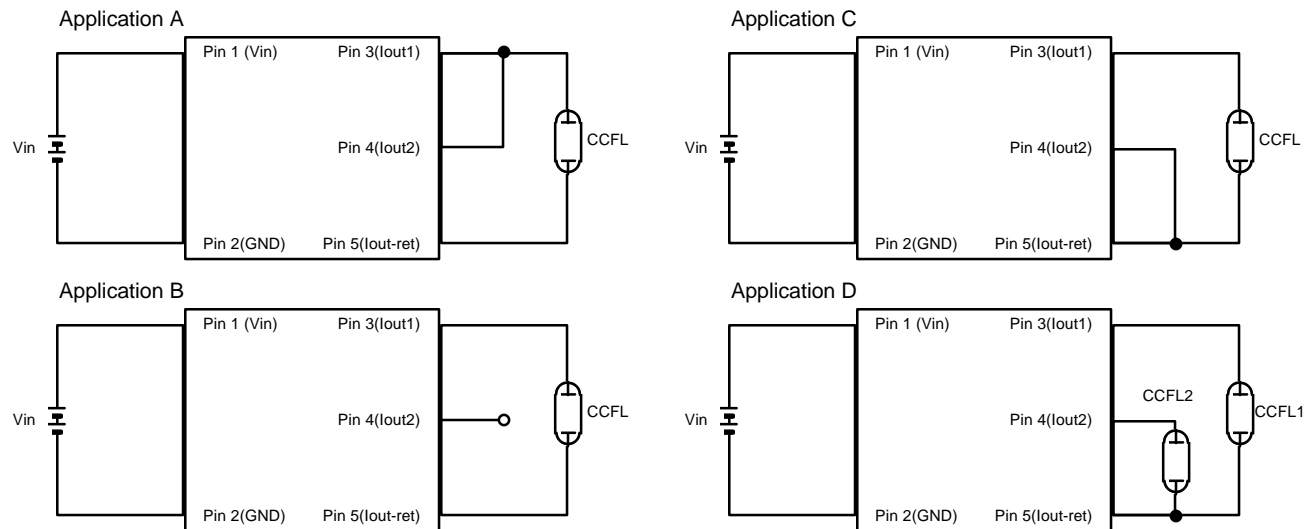 Application A
Pin 1 (Vin)
Pin 3(Iout1)
Vin
Pin 4(Iout2)
CCFL
Pin 2(GND)
Pin 5(Iout-ret)
Application C
Pin 1 (Vin)
Pin 3(Iout1)
Vin
Pin 4(Iout2)
CCFL
Pin 2(GND)
Pin 5(Iout-ret)
Application B
Pin 1 (Vin)
Pin 3(Iout1)
Vin
Pin 4(Iout2)
CCFL
Pin 2(GND)
Pin 5(Iout-ret)
Application D
Pin 1 (Vin)
Pin 3(Iout1)
Vin
Pin 4(Iout2)
CCFL2
CCFL1
Pin 2(GND)
Pin 5(Iout-ret)